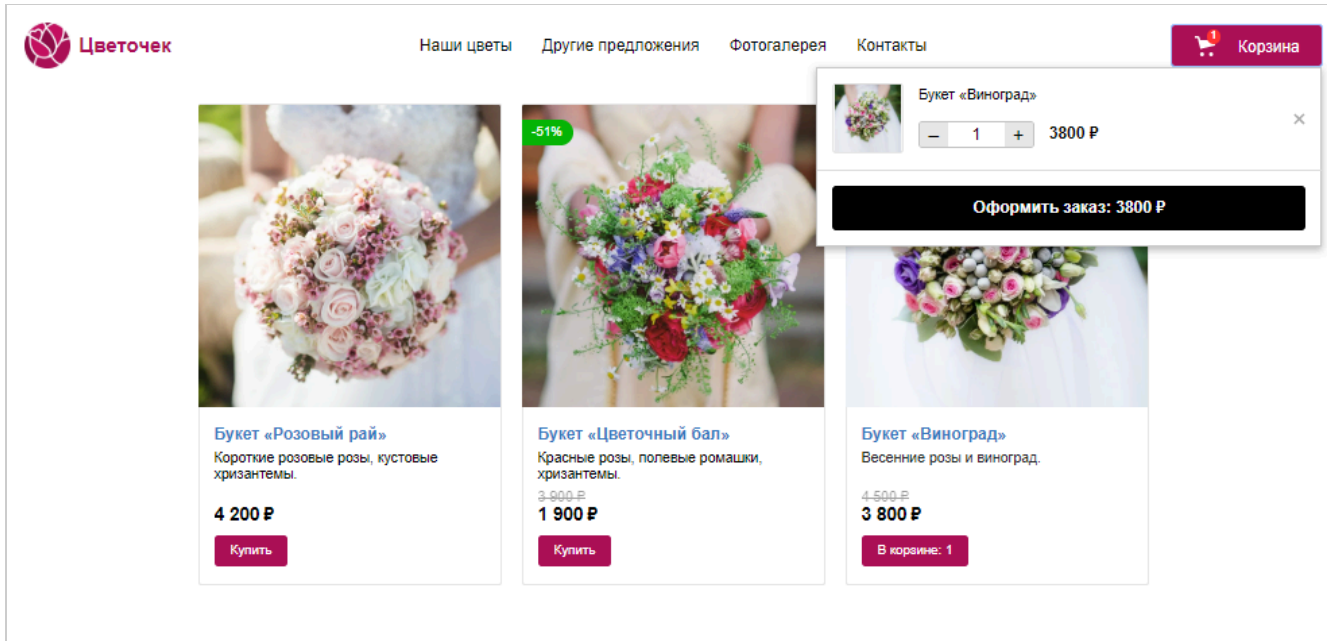 Цветочек
Наши цветы
Другие предложения
Фотогалерея
Контакты
1
Корзина
Букет «Виноград»
– 1 + 3800 ₽
×
Оформить заказ: 3800 ₽
-51%
Букет «Розовый рай»
Короткие розовые розы, кустовые
хризантемы.
4 200 ₽
Купить
Букет «Цветочный бал»
Красные розы, полевые ромашки,
хризантемы.
3 900 ₽
1 900 ₽
Купить
Букет «Виноград»
Весенние розы и виноград.
4 500 ₽
3 800 ₽
В корзине: 1